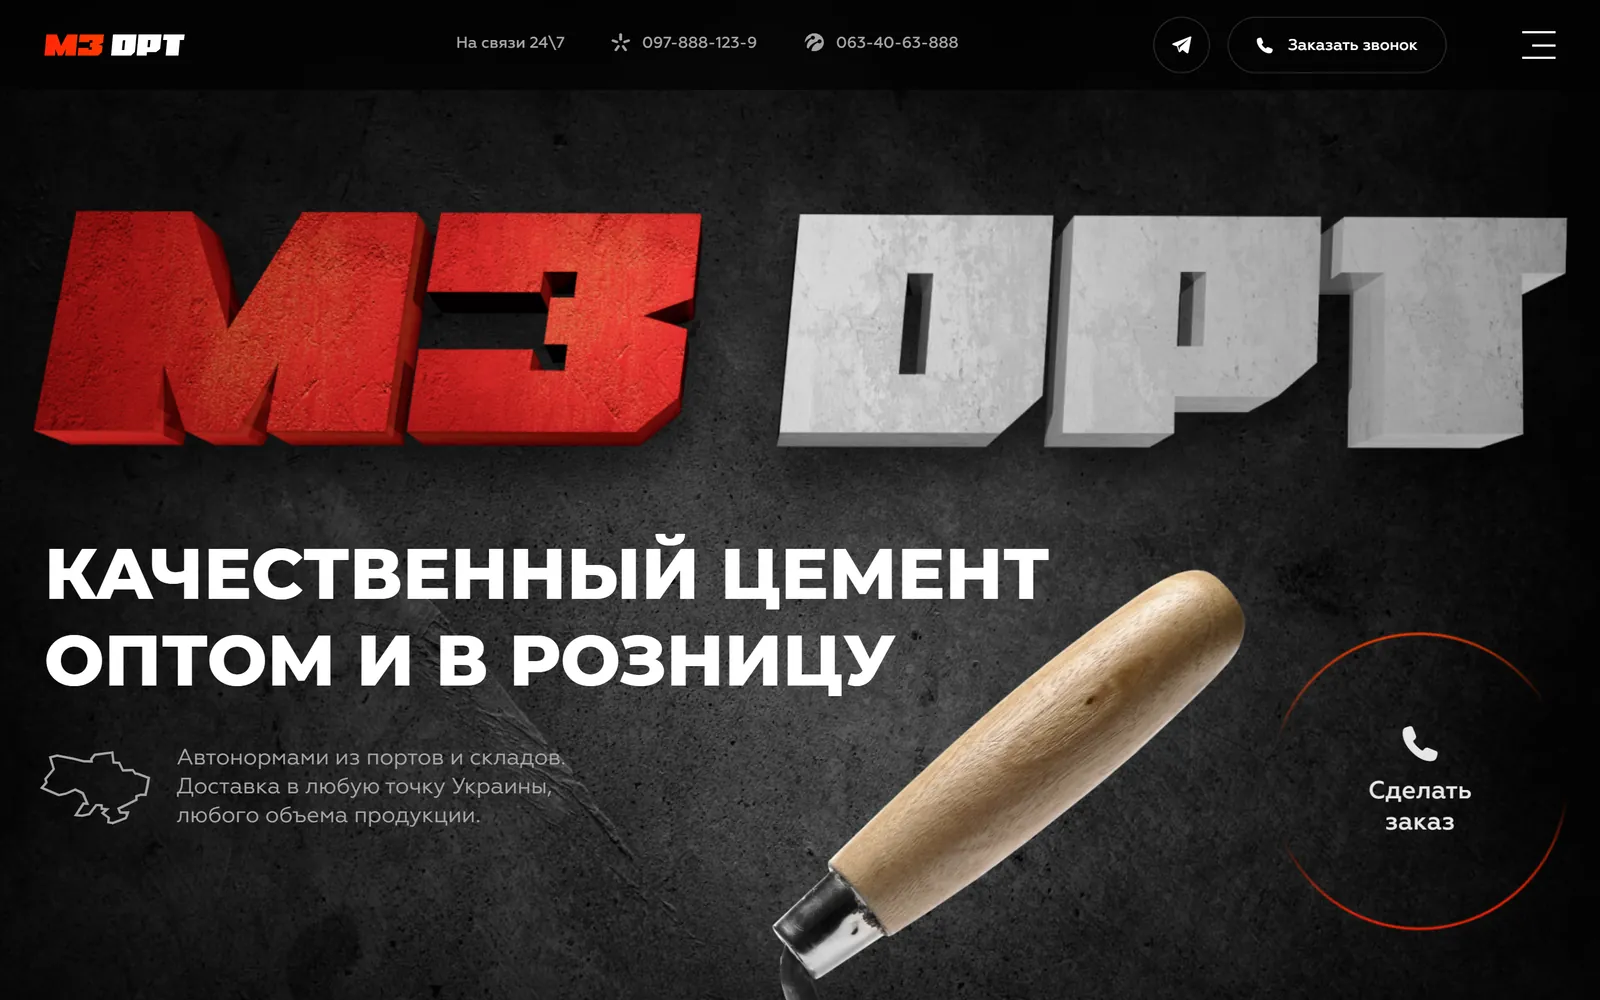 МЗ ОРТ
На связи 24\7
097-888-123-9
063-40-63-888
Заказать звонок
МЗ ОРТ
КАЧЕСТВЕННЫЙ ЦЕМЕНТ
ОПТОМ И В РОЗНИЦУ
Автонормами из портов и складов.
Доставка в любую точку Украины,
любого объема продукции.
Сделать
заказ